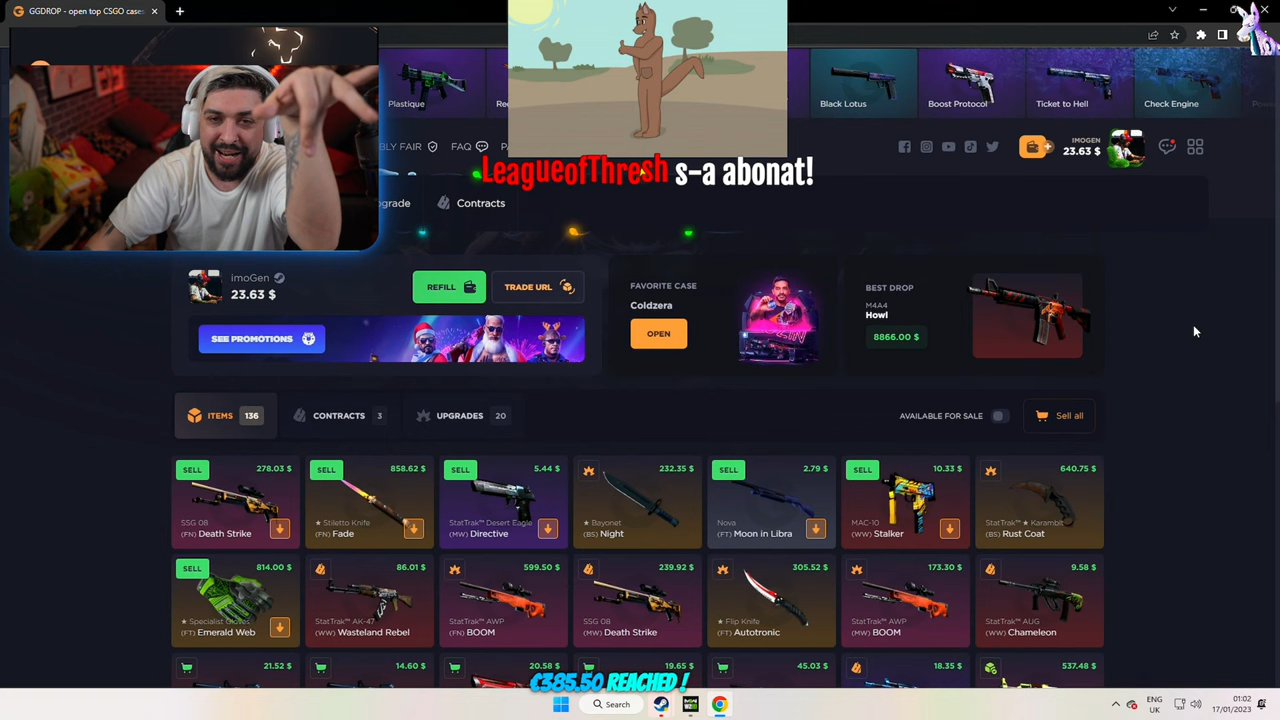 GGDROP - open top CSGO cases
Plastique
Black Lotus
Boost Protocol
Ticket to Hell
Check Engine
BLY FAIR
FAQ
IMOGEN
23.63 $
LeagueofThresh s-a abonat!
grade
Contracts
imoGen
23.63 $
REFILL
TRADE URL
SEE PROMOTIONS
FAVORITE CASE
Coldzera
OPEN
BEST DROP
M4A4
Howl
8866.00 $
ITEMS 136
CONTRACTS 3
UPGRADES 20
AVAILABLE FOR SALE
Sell all
SELL 278.03 $
SSG 08
(FN) Death Strike
SELL 858.62 $
★ Stiletto Knife
(FN) Fade
SELL 5.44 $
StatTrak™ Desert Eagle
(MW) Directive
232.35 $
★ Bayonet
(BS) Night
SELL 2.79 $
Nova
(FT) Moon in Libra
SELL 10.33 $
MAC-10
(WW) Stalker
640.75 $
StatTrak™ ★ Karambit
(BS) Rust Coat
SELL 814.00 $
★ Specialist Gloves
(FT) Emerald Web
86.01 $
StatTrak™ AK-47
(WW) Wasteland Rebel
599.50 $
StatTrak™ AWP
(FN) BOOM
239.92 $
SSG 08
(MW) Death Strike
305.52 $
★ Flip Knife
(FT) Autotronic
173.30 $
StatTrak™ AWP
(MW) BOOM
9.58 $
StatTrak™ AUG
(WW) Chameleon
21.52 $
14.60 $
20.58 $
19.65 $
45.03 $
18.35 $
537.48 $
€385.50 REACHED !
Search
ENG
UK
01:02
17/01/2023